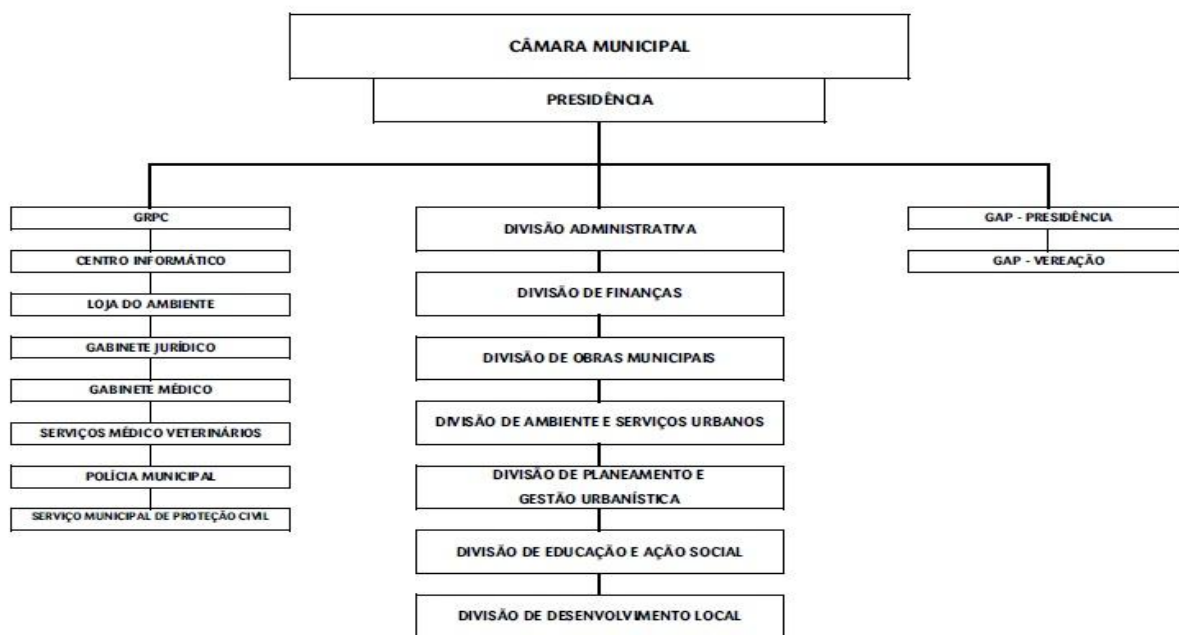 CÂMARA MUNICIPAL
PRESIDÊNCIA
GRPC
CENTRO INFORMÁTICO
LOJA DO AMBIENTE
GABINETE JURÍDICO
GABINETE MÉDICO
SERVIÇOS MÉDICO VETERINÁRIOS
POLÍCIA MUNICIPAL
SERVIÇO MUNICIPAL DE PROTEÇÃO CIVIL
DIVISÃO ADMINISTRATIVA
DIVISÃO DE FINANÇAS
DIVISÃO DE OBRAS MUNICIPAIS
DIVISÃO DE AMBIENTE E SERVIÇOS URBANOS
DIVISÃO DE PLANEAMENTO E
GESTÃO URBANÍSTICA
DIVISÃO DE EDUCAÇÃO E AÇÃO SOCIAL
DIVISÃO DE DESENVOLVIMENTO LOCAL
GAP - PRESIDÊNCIA
GAP - VEREAÇÃO